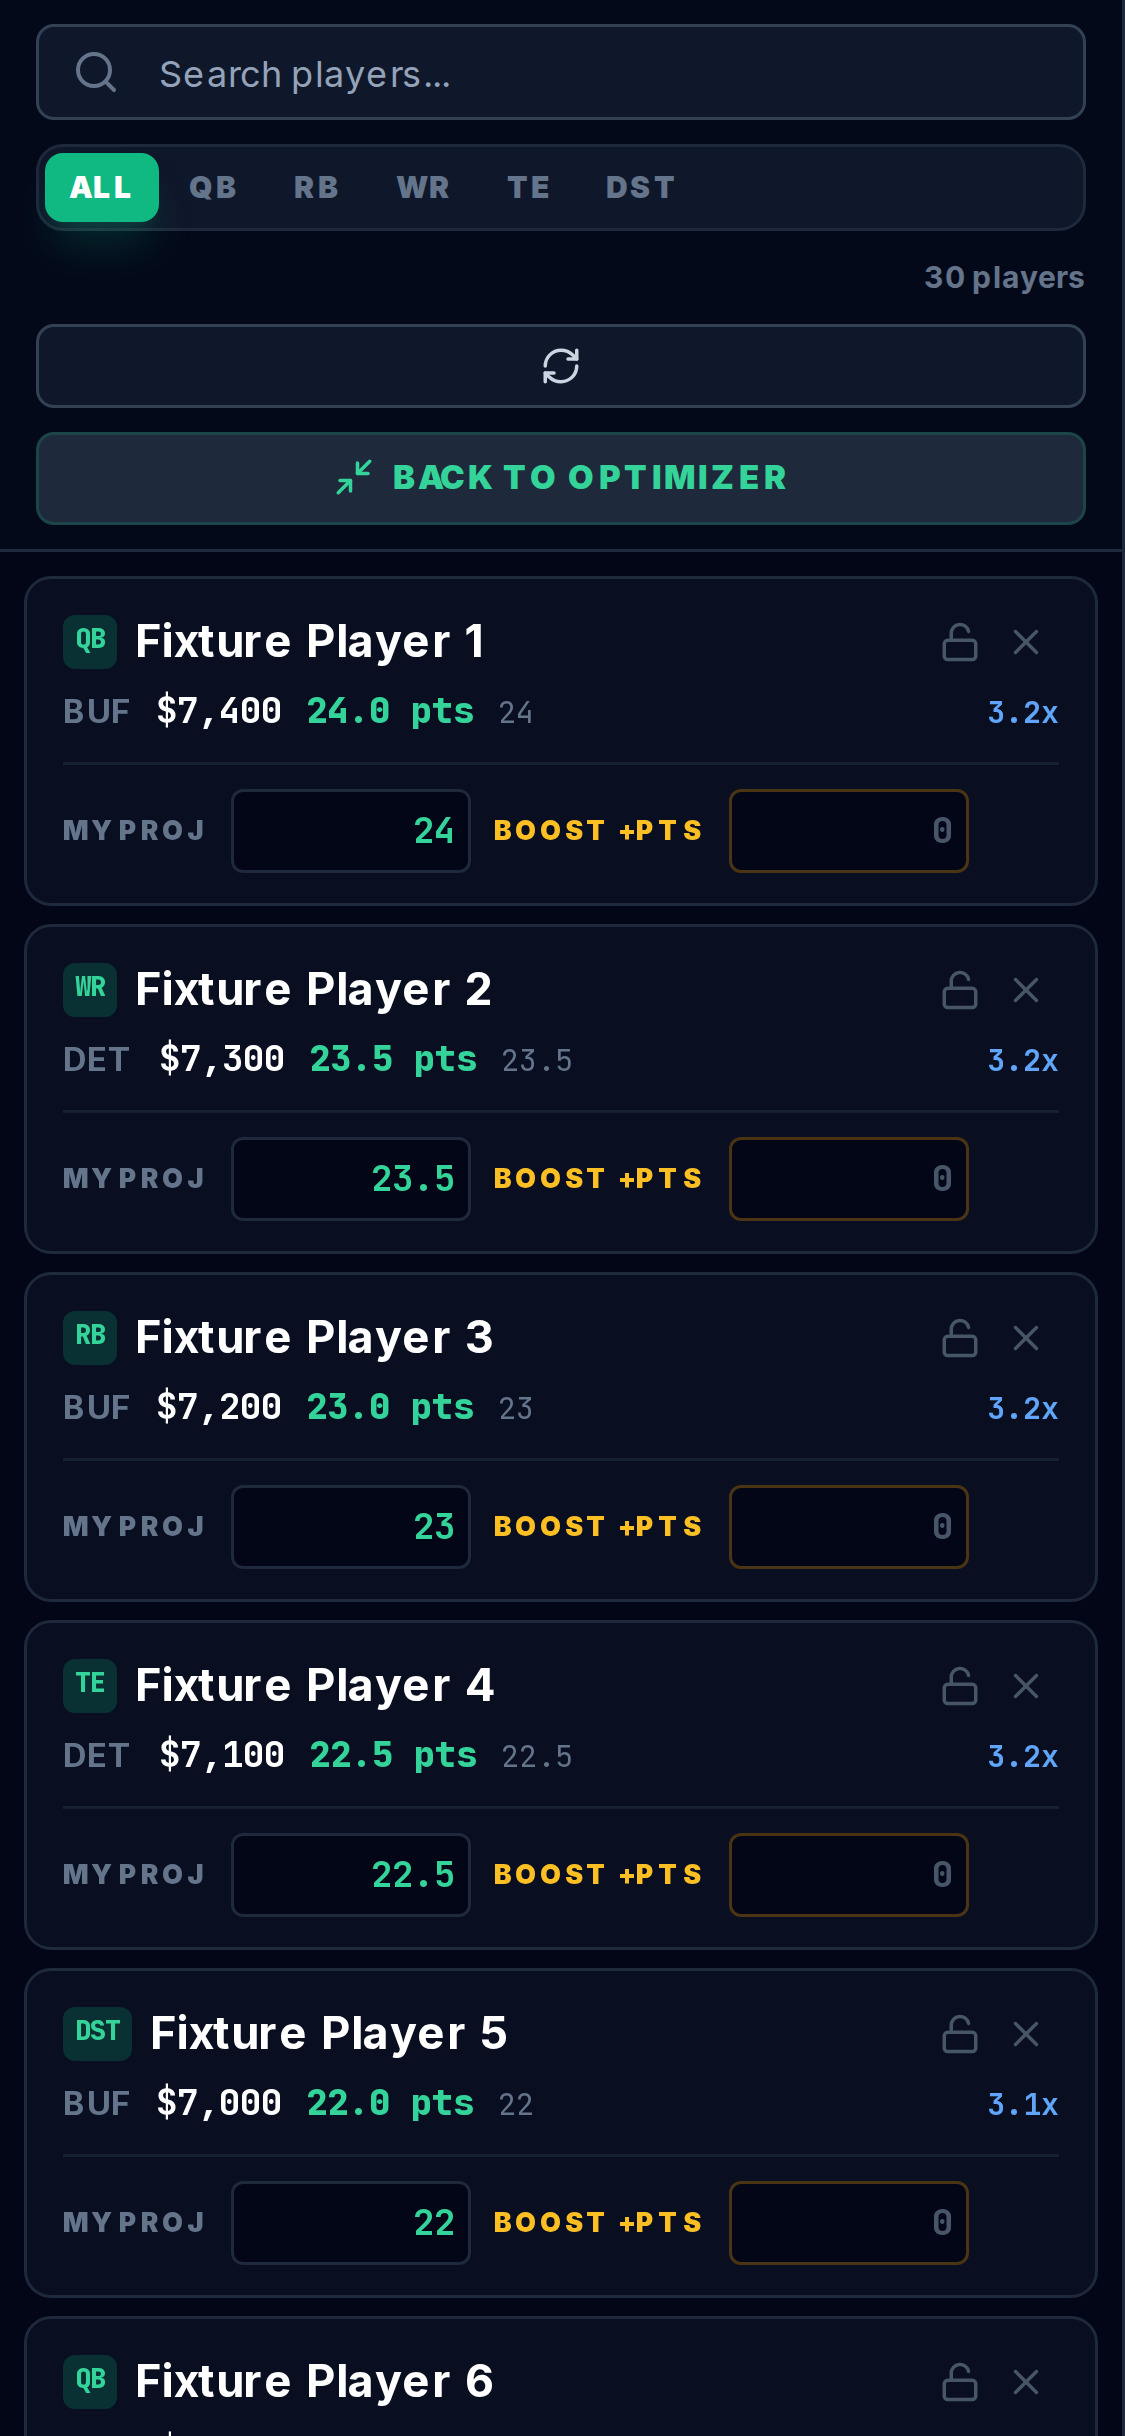 Search players...
ALL QB RB WR TE DST
30 players
BACK TO OPTIMIZER
QB Fixture Player 1
BUF $7,400 24.0 pts 24 3.2x
MY PROJ 24 BOOST +PTS 0
WR Fixture Player 2
DET $7,300 23.5 pts 23.5 3.2x
MY PROJ 23.5 BOOST +PTS 0
RB Fixture Player 3
BUF $7,200 23.0 pts 23 3.2x
MY PROJ 23 BOOST +PTS 0
TE Fixture Player 4
DET $7,100 22.5 pts 22.5 3.2x
MY PROJ 22.5 BOOST +PTS 0
DST Fixture Player 5
BUF $7,000 22.0 pts 22 3.1x
MY PROJ 22 BOOST +PTS 0
QB Fixture Player 6